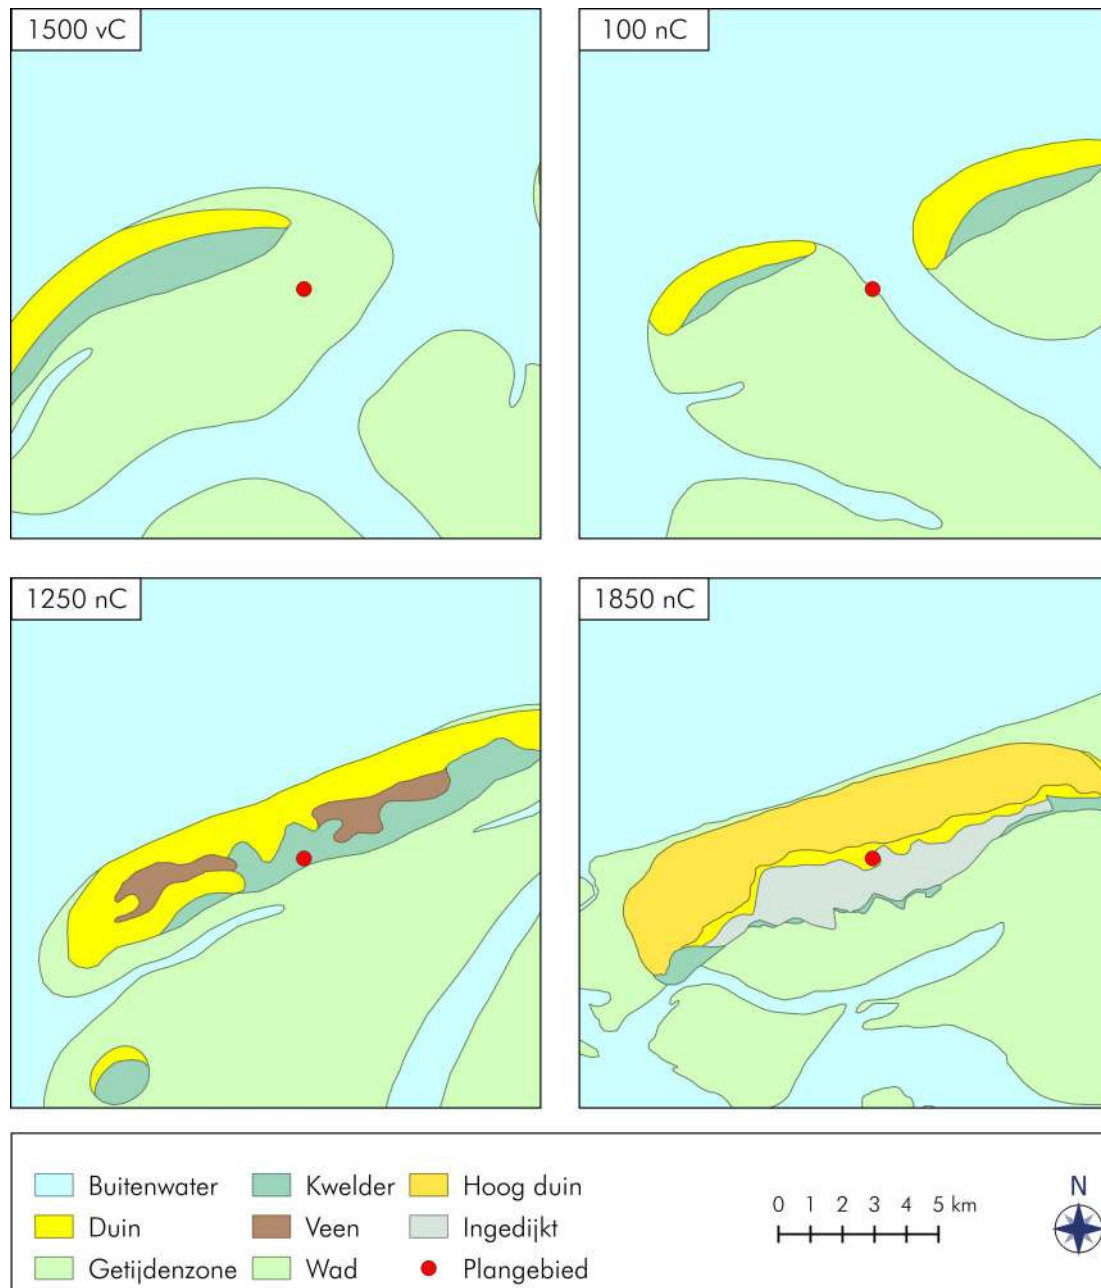 1500 vC
100 nC
1250 nC
1850 nC
Buitenwater
Kwelder
Hoog duin
Duin
Veen
Ingedijkt
Getijdenzone
Wad
Plangebied
0 1 2 3 4 5 km
N